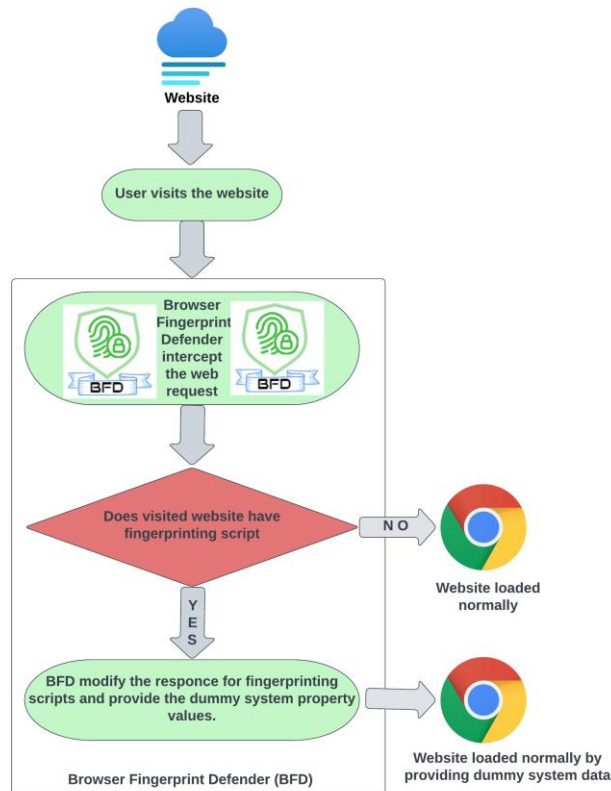 Website
User visits the website
Browser
Fingerprint
Defender
intercept
the web
request
BFD
BFD
Does visited website have
fingerprinting script
NO
Website loaded
normally
YES
BFD modify the responce for fingerprinting
scripts and provide the dummy system property
values.
Website loaded normally by
providing dummy system data
Browser Fingerprint Defender (BFD)